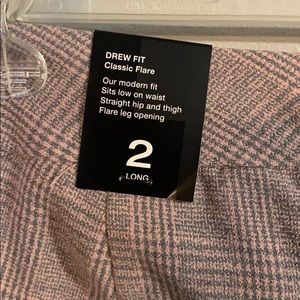 DREW FIT
Classic Flare
Our modern fit
Sits low on waist
Straight hip and thigh
Flare leg opening
2
LONG